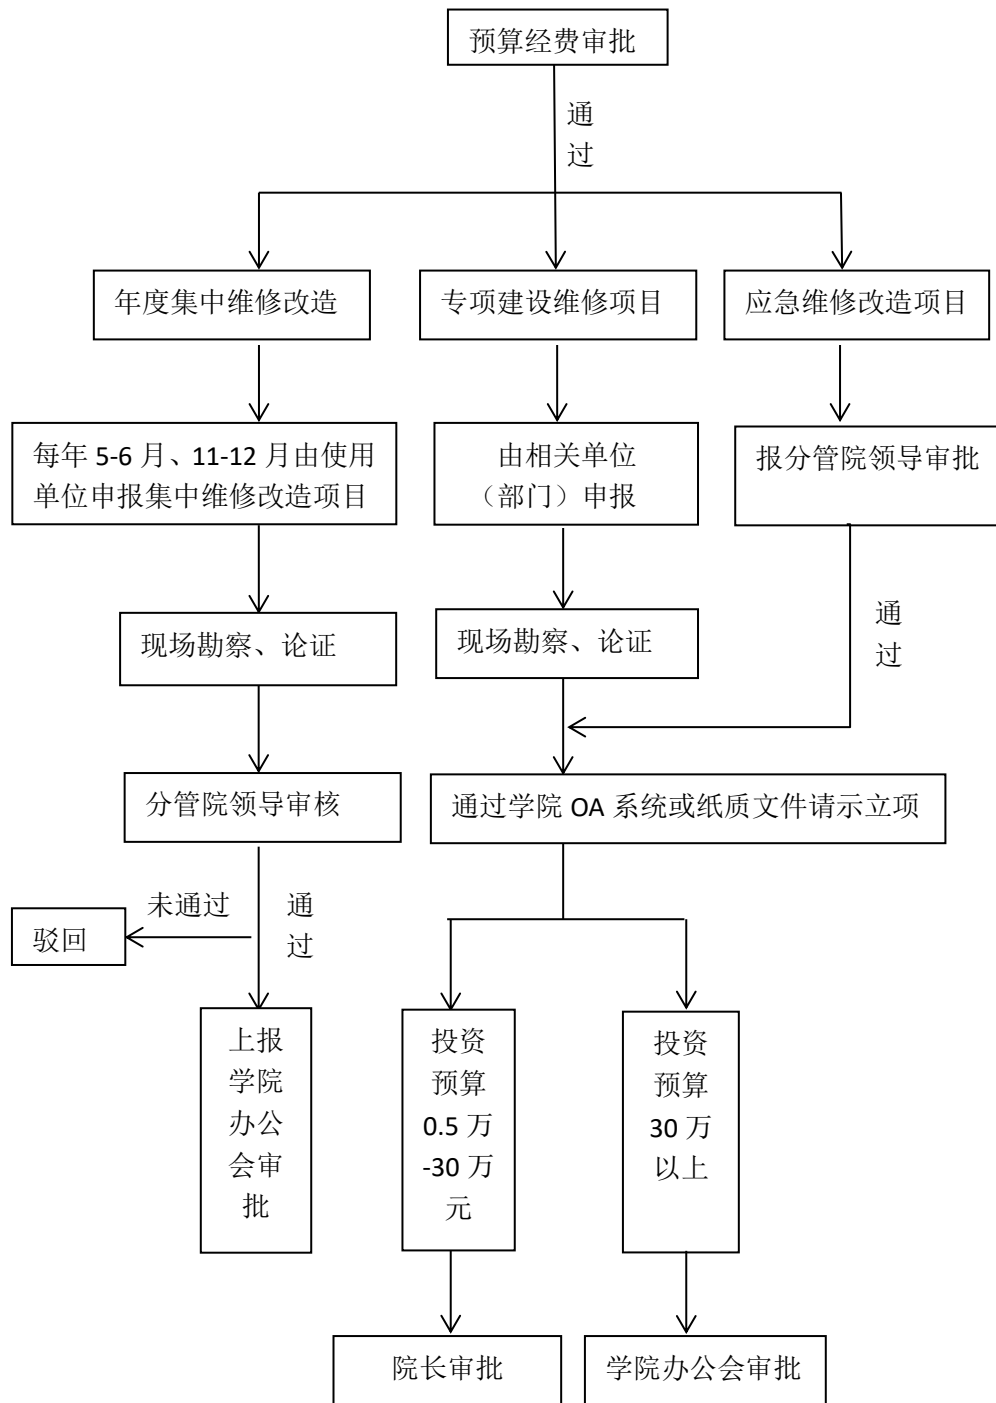 预算经费审批
通
过
年度集中维修改造
专项建设维修项目
应急维修改造项目
每年 5-6 月、11-12 月由使用
单位申报集中维修改造项目
由相关单位
（部门）申报
报分管院领导审批
现场勘察、论证
现场勘察、论证
通
过
分管院领导审核
通过学院 OA 系统或纸质文件请示立项
未通过
通
过
驳回
上报
学院
办公
会审
批
投资
预算
0.5 万
-30 万
元
投资
预算
30 万
以上
院长审批
学院办公会审批